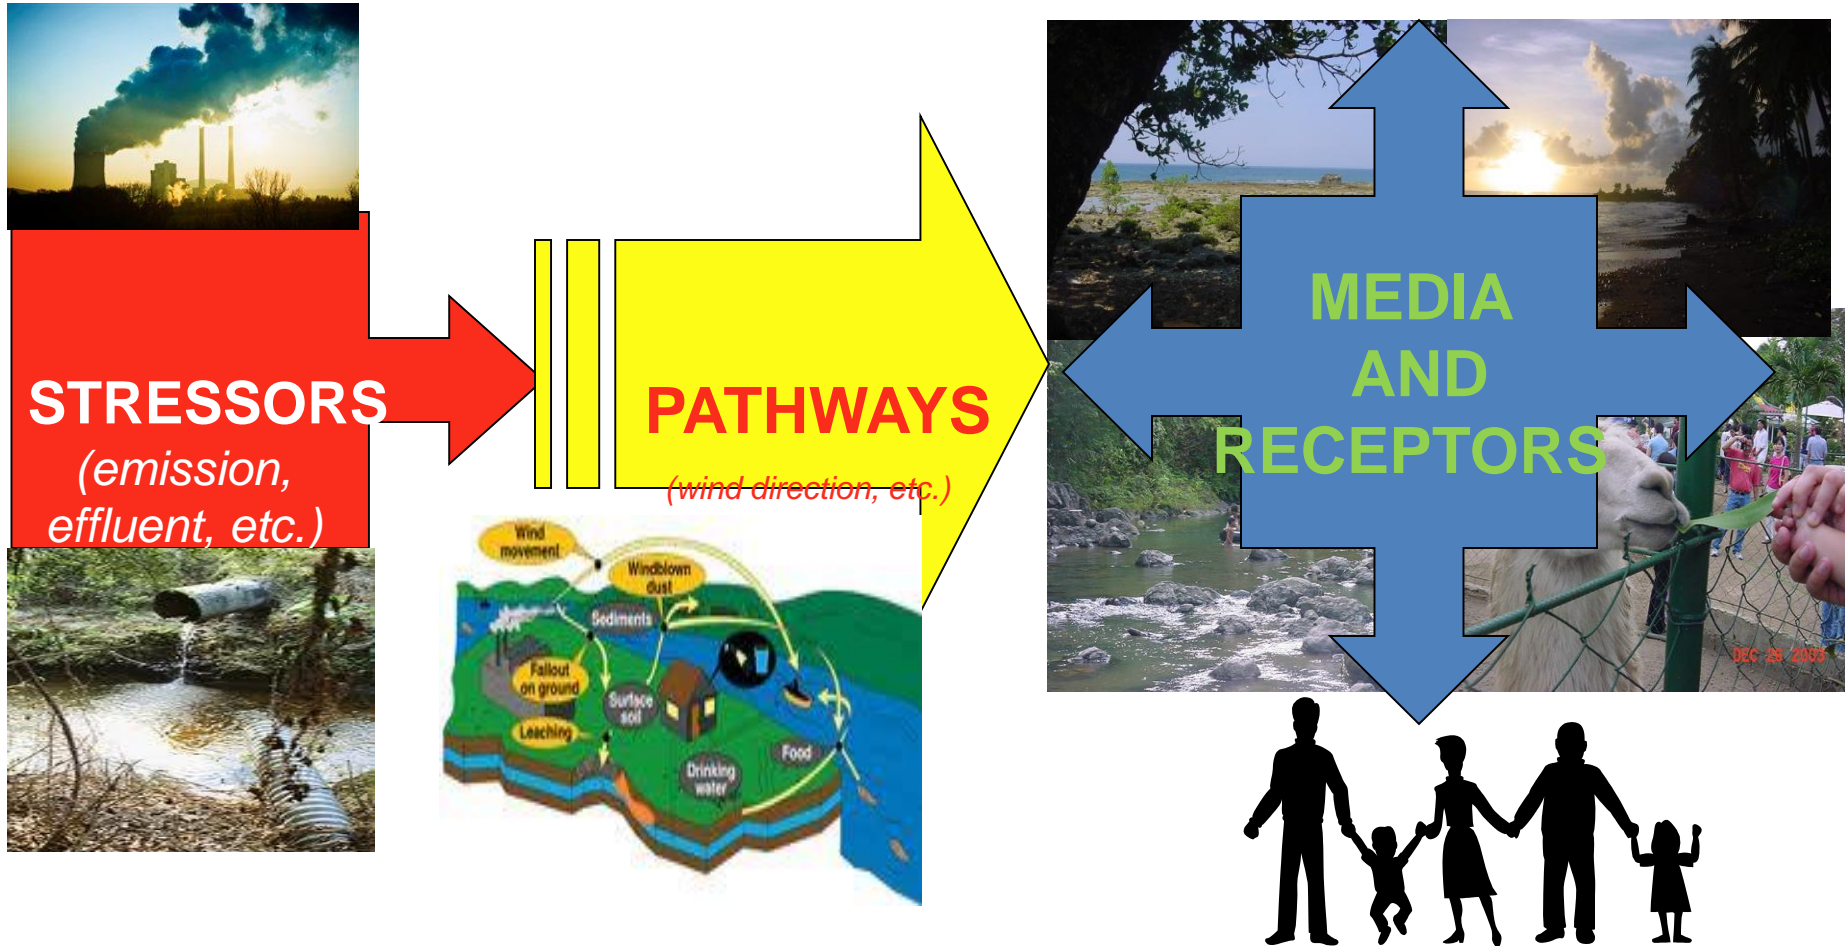 STRESSORS
(emission,
effluent, etc.)
PATHWAYS
(wind direction, etc.)
Wind
movement
Windblown
dust
Sediments
Fallout
on ground
Surface
soil
Leaching
Food
Drinking
water
MEDIA
AND
RECEPTORS
DEC 28 2003